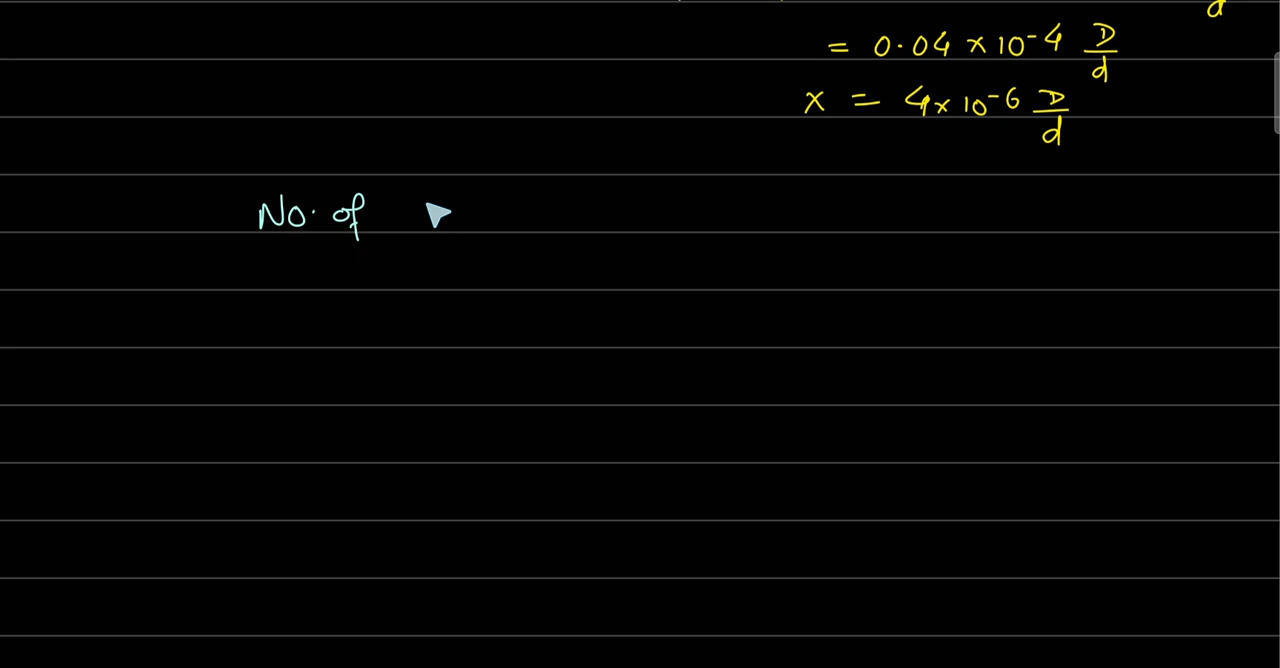 d
= 0.04 × 10⁻⁴ D/d
x = 4 × 10⁻⁶ D/d
No. of